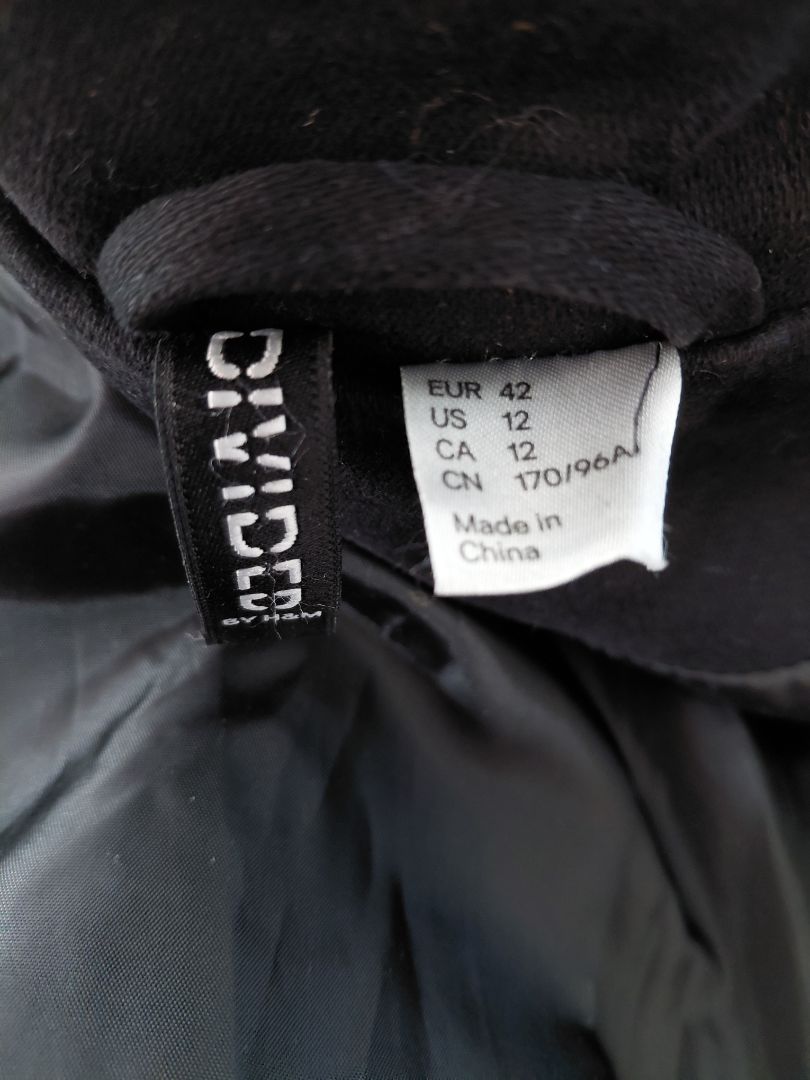 DIVIDED
BY H&M
EUR 42
US 12
CA 12
CN 170/96A
Made in
China